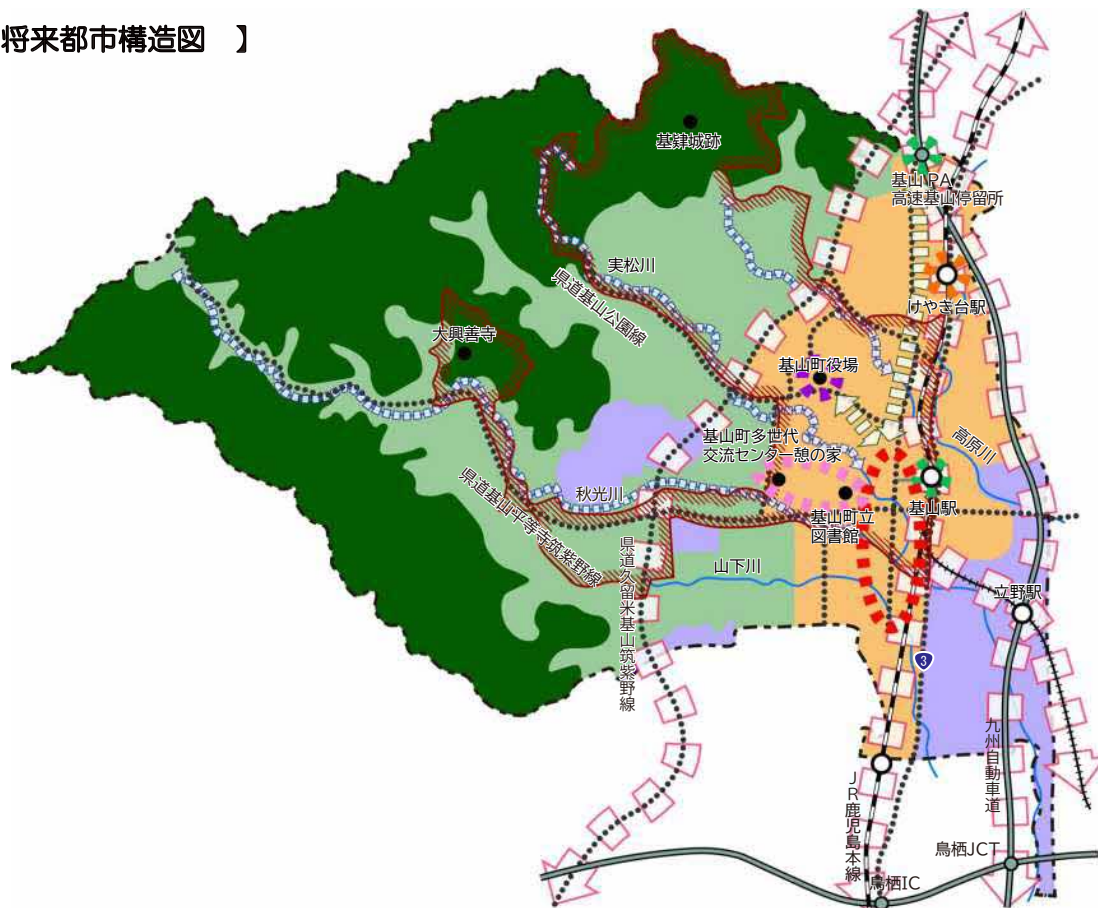 将来都市構造図 】
基肄城跡
基山PA
高速基山停留所
実松川
県道基山公園線
けやき台駅
大興善寺
基山町役場
基山町多世代
交流センター憩の家
高原川
県道基山平等寺筑紫野線
秋光川
基山駅
基山町立
図書館
県道久留米基山筑紫野線
山下川
立野駅
3
九州自動車道
JR鹿児島本線
鳥栖JCT
鳥栖IC